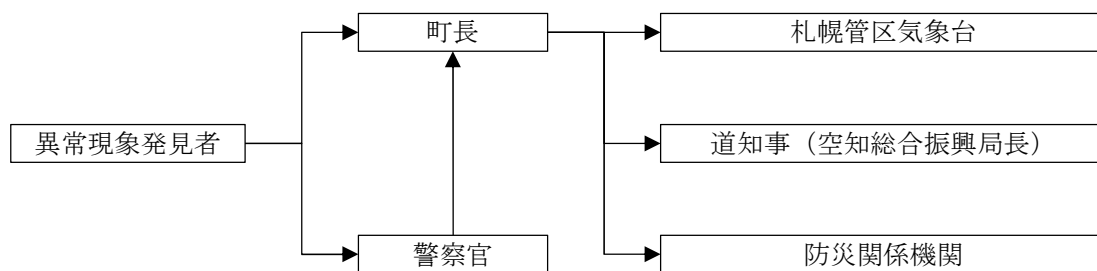 町長
札幌管区気象台
異常現象発見者
道知事（空知総合振興局長）
警察官
防災関係機関